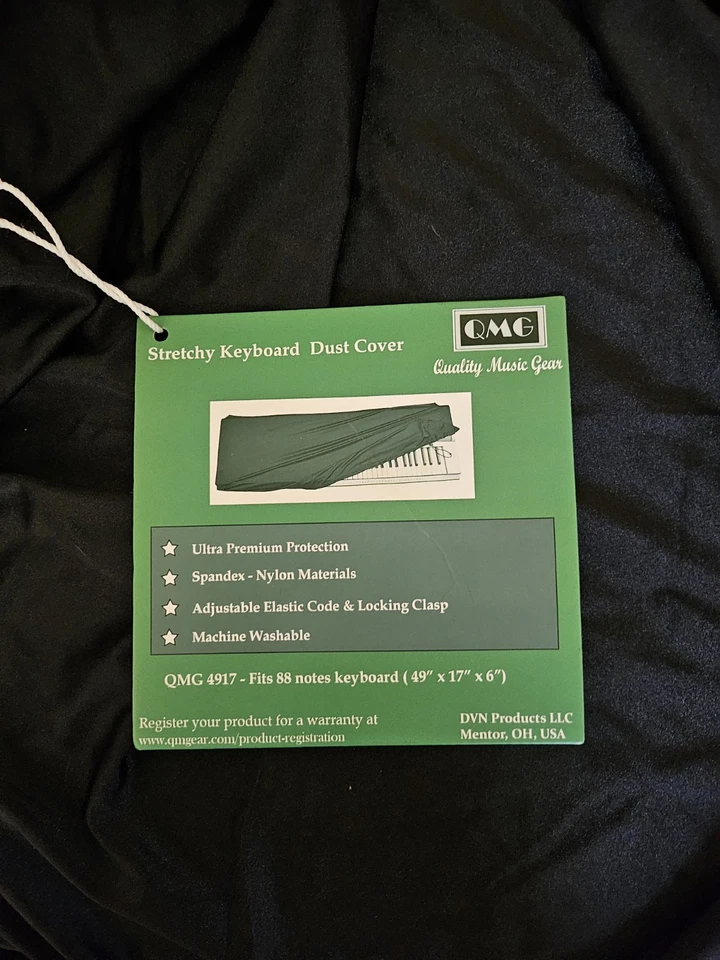 QMG
Stretchy Keyboard Dust Cover
Quality Music Gear
Ultra Premium Protection
Spandex - Nylon Materials
Adjustable Elastic Code & Locking Clasp
Machine Washable
QMG 4917 - Fits 88 notes keyboard ( 49” x 17” x 6”)
Register your product for a warranty at
www.qmgear.com/product-registration
DVN Products LLC
Mentor, OH, USA